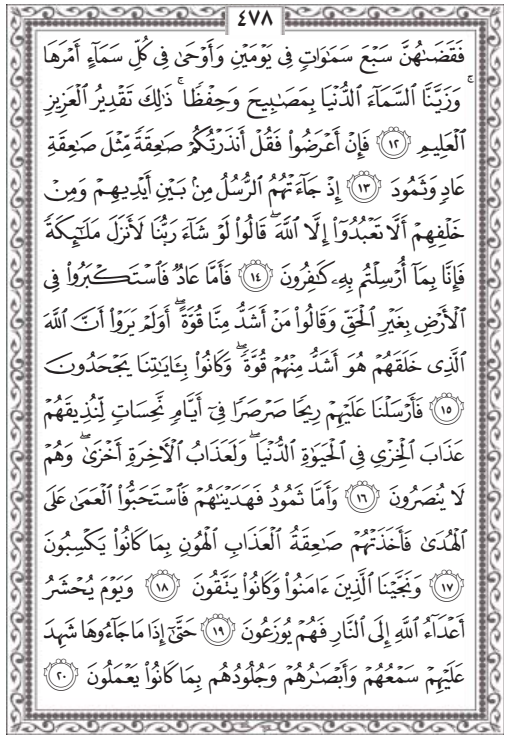 ٤٧٨
فَقَضَىٰهُنَّ سَبْعَ سَمَٰوَاتٍ فِى يَوْمَيْنِ وَأَوْحَىٰ فِى كُلِّ سَمَآءٍ أَمْرَهَا
ۚ وَزَيَّنَّا ٱلسَّمَآءَ ٱلدُّنْيَا بِمَصَٰبِيحَ وَحِفْظًا ۚ ذَٰلِكَ تَقْدِيرُ ٱلْعَزِيزِ
ٱلْعَلِيمِ ﴿١٢﴾ فَإِنْ أَعْرَضُوا۟ فَقُلْ أَنذَرْتُكُمْ صَٰعِقَةً مِّثْلَ صَٰعِقَةِ
عَادٍ وَثَمُودَ ﴿١٣﴾ إِذْ جَآءَتْهُمُ ٱلرُّسُلُ مِنۢ بَيْنِ أَيْدِيهِمْ وَمِنْ
خَلْفِهِمْ أَلَّا تَعْبُدُوٓا۟ إِلَّا ٱللَّهَ ۖ قَالُوا۟ لَوْ شَآءَ رَبُّنَا لَأَنزَلَ مَلَٰٓئِكَةً
فَإِنَّا بِمَآ أُرْسِلْتُم بِهِۦ كَٰفِرُونَ ﴿١٤﴾ فَأَمَّا عَادٌ فَٱسْتَكْبَرُوا۟ فِى
ٱلْأَرْضِ بِغَيْرِ ٱلْحَقِّ وَقَالُوا۟ مَنْ أَشَدُّ مِنَّا قُوَّةً ۖ أَوَلَمْ يَرَوْا۟ أَنَّ ٱللَّهَ
ٱلَّذِى خَلَقَهُمْ هُوَ أَشَدُّ مِنْهُمْ قُوَّةً ۖ وَكَانُوا۟ بِـَٔايَٰتِنَا يَجْحَدُونَ
﴿١٥﴾ فَأَرْسَلْنَا عَلَيْهِمْ رِيحًا صَرْصَرًا فِىٓ أَيَّامٍ نَّحِسَاتٍ لِّنُذِيقَهُمْ
عَذَابَ ٱلْخِزْىِ فِى ٱلْحَيَوٰةِ ٱلدُّنْيَا ۖ وَلَعَذَابُ ٱلْـَٔاخِرَةِ أَخْزَىٰ ۖ وَهُمْ
لَا يُنصَرُونَ ﴿١٦﴾ وَأَمَّا ثَمُودُ فَهَدَيْنَٰهُمْ فَٱسْتَحَبُّوا۟ ٱلْعَمَىٰ عَلَى
ٱلْهُدَىٰ فَأَخَذَتْهُمْ صَٰعِقَةُ ٱلْعَذَابِ ٱلْهُونِ بِمَا كَانُوا۟ يَكْسِبُونَ
﴿١٧﴾ وَنَجَّيْنَا ٱلَّذِينَ ءَامَنُوا۟ وَكَانُوا۟ يَتَّقُونَ ﴿١٨﴾ وَيَوْمَ يُحْشَرُ
أَعْدَآءُ ٱللَّهِ إِلَى ٱلنَّارِ فَهُمْ يُوزَعُونَ ﴿١٩﴾ حَتَّىٰٓ إِذَا مَا جَآءُوهَا شَهِدَ
عَلَيْهِمْ سَمْعُهُمْ وَأَبْصَٰرُهُمْ وَجُلُودُهُم بِمَا كَانُوا۟ يَعْمَلُونَ ﴿٢٠﴾